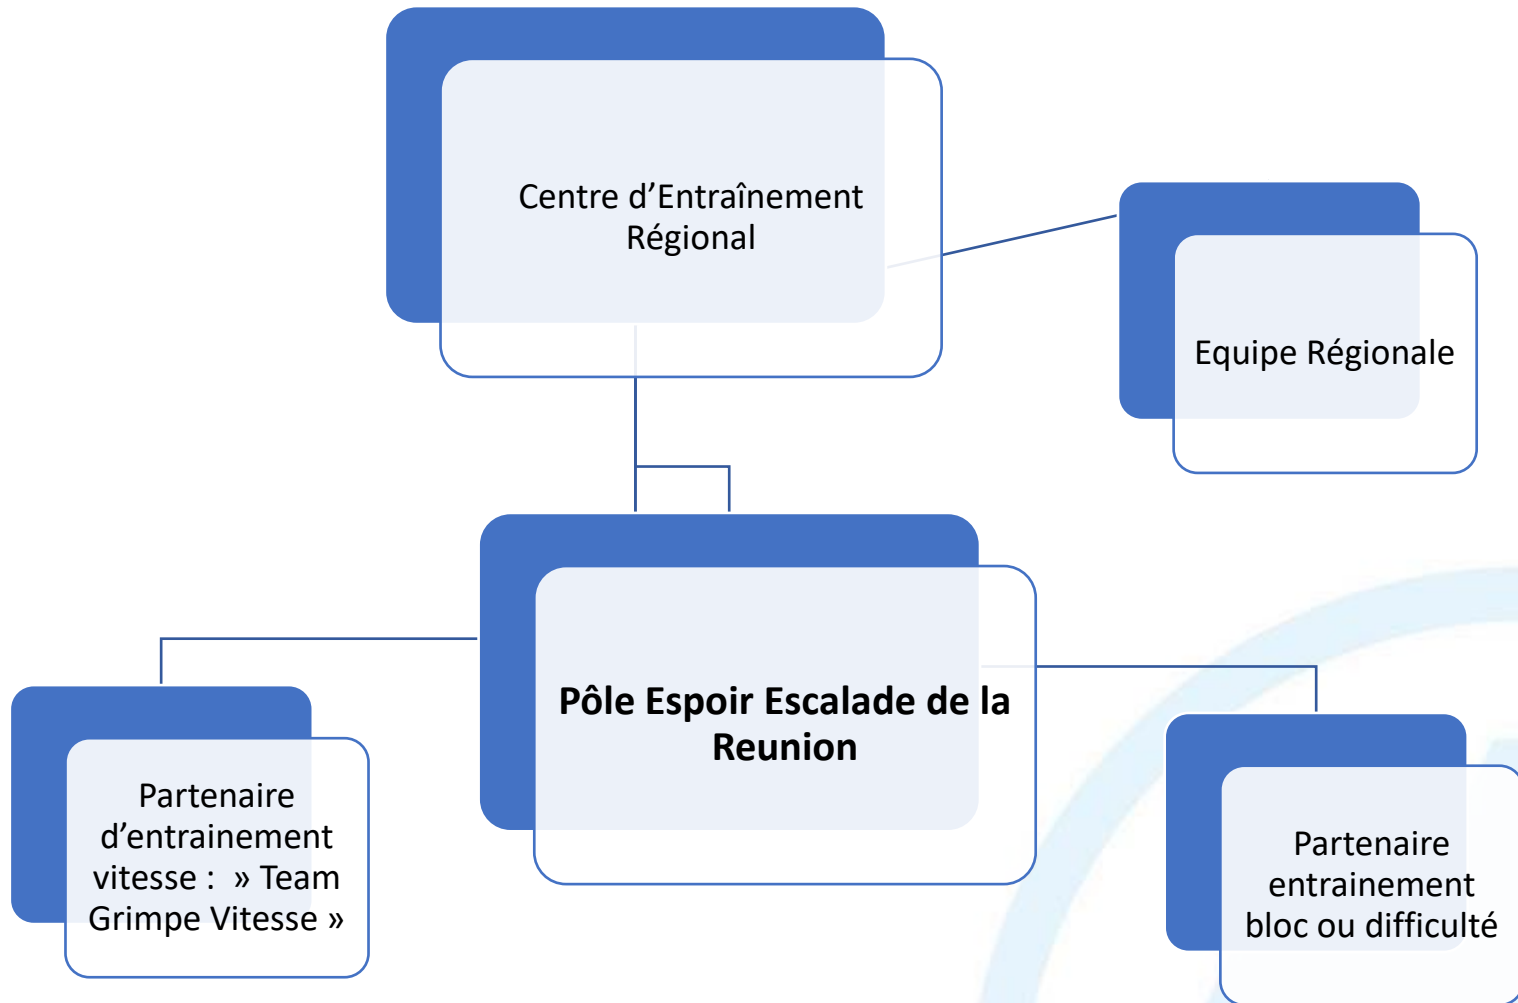 Centre d’Entraînement
Régional
Equipe Régionale
Pôle Espoir Escalade de la
Reunion
Partenaire
d’entrainement
vitesse :  » Team
Grimpe Vitesse »
Partenaire
entrainement
bloc ou difficulté